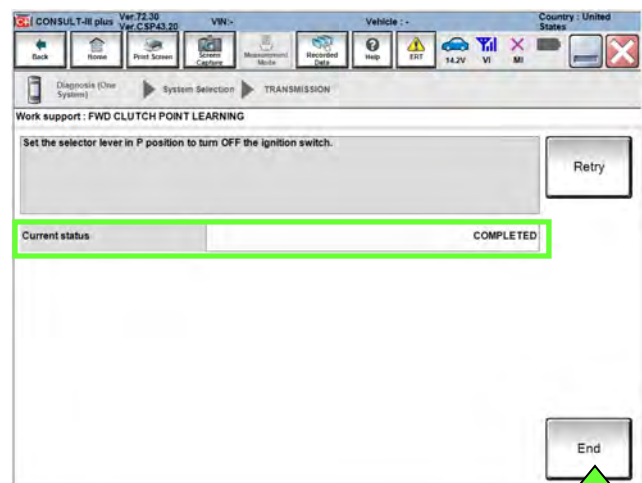 CONSULT-III plus Ver.72.30 Ver.CSP43.20 VIN:- Vehicle : - Country : United States
Back Home Print Screen Screen Capture Measurement Mode Recorded Data Help ERT 14.2V VI MI
Diagnosis (One System) System Selection TRANSMISSION
Work support : FWD CLUTCH POINT LEARNING
Set the selector lever in P position to turn OFF the ignition switch.
Retry
Current status COMPLETED
End